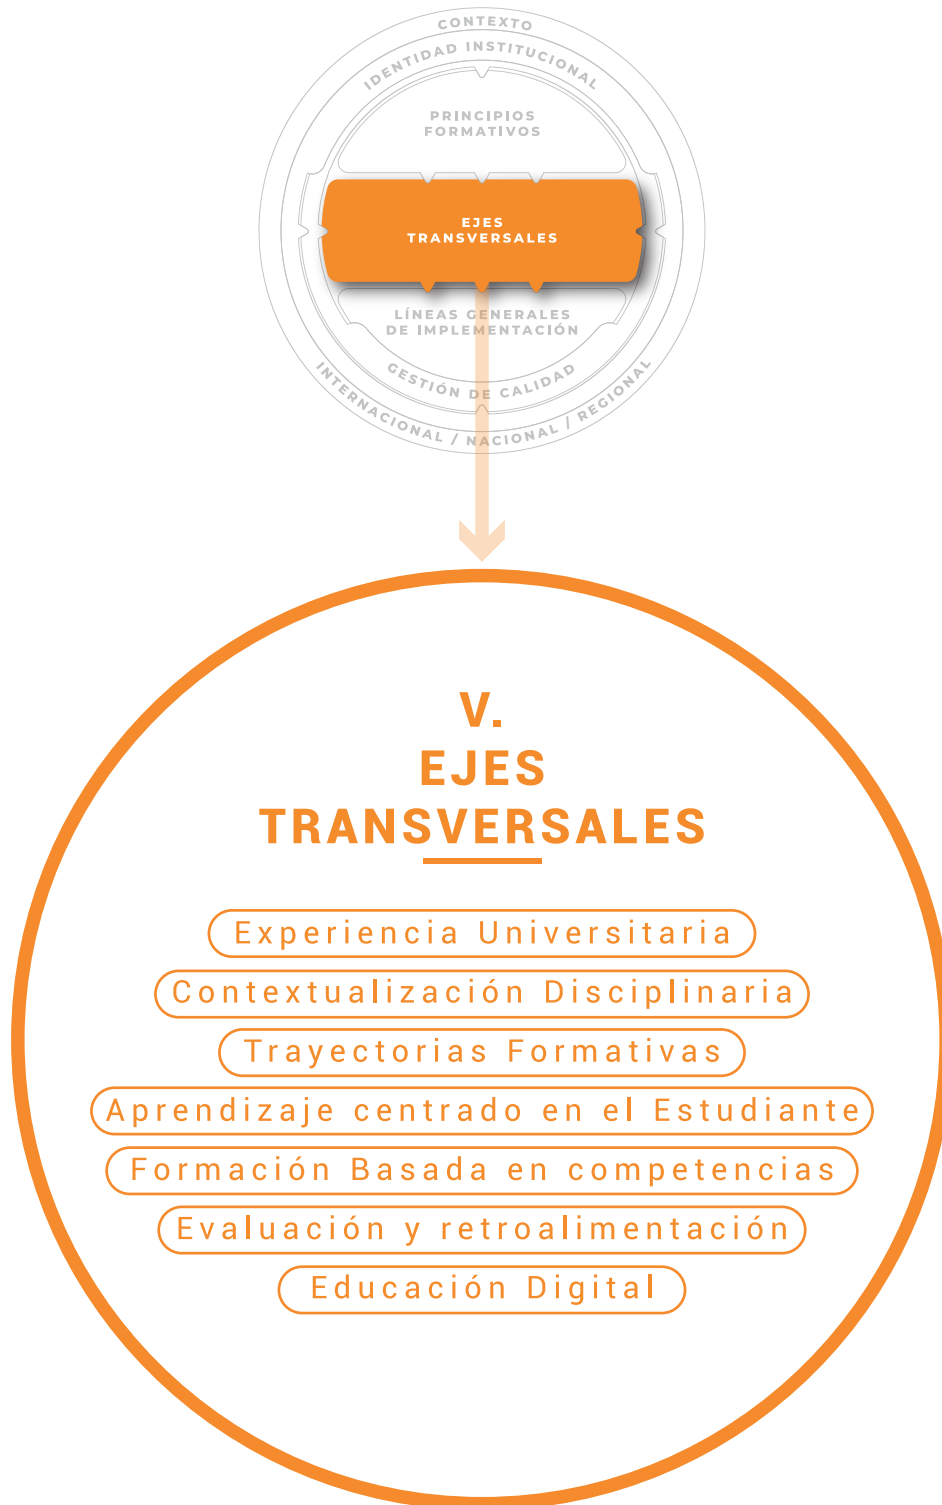 CONTEXTO
IDENTIDAD INSTITUCIONAL
PRINCIPIOS
FORMATIVOS
EJES
TRANSVERSALES
LÍNEAS GENERALES
DE IMPLEMENTACIÓN
GESTIÓN DE CALIDAD
INTERNACIONAL / NACIONAL / REGIONAL
V.
EJES
TRANSVERSALES
Experiencia Universitaria
Contextualización Disciplinaria
Trayectorias Formativas
Aprendizaje centrado en el Estudiante
Formación Basada en competencias
Evaluación y retroalimentación
Educación Digital